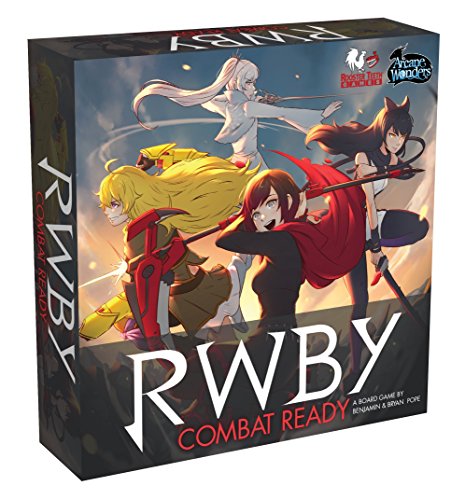 ROOSTER TEETH
GAMES
Arcane
Wonders
RWBY
COMBAT READY
RWBY
COMBAT READY
A BOARD GAME BY
BENJAMIN & BRYAN POPE